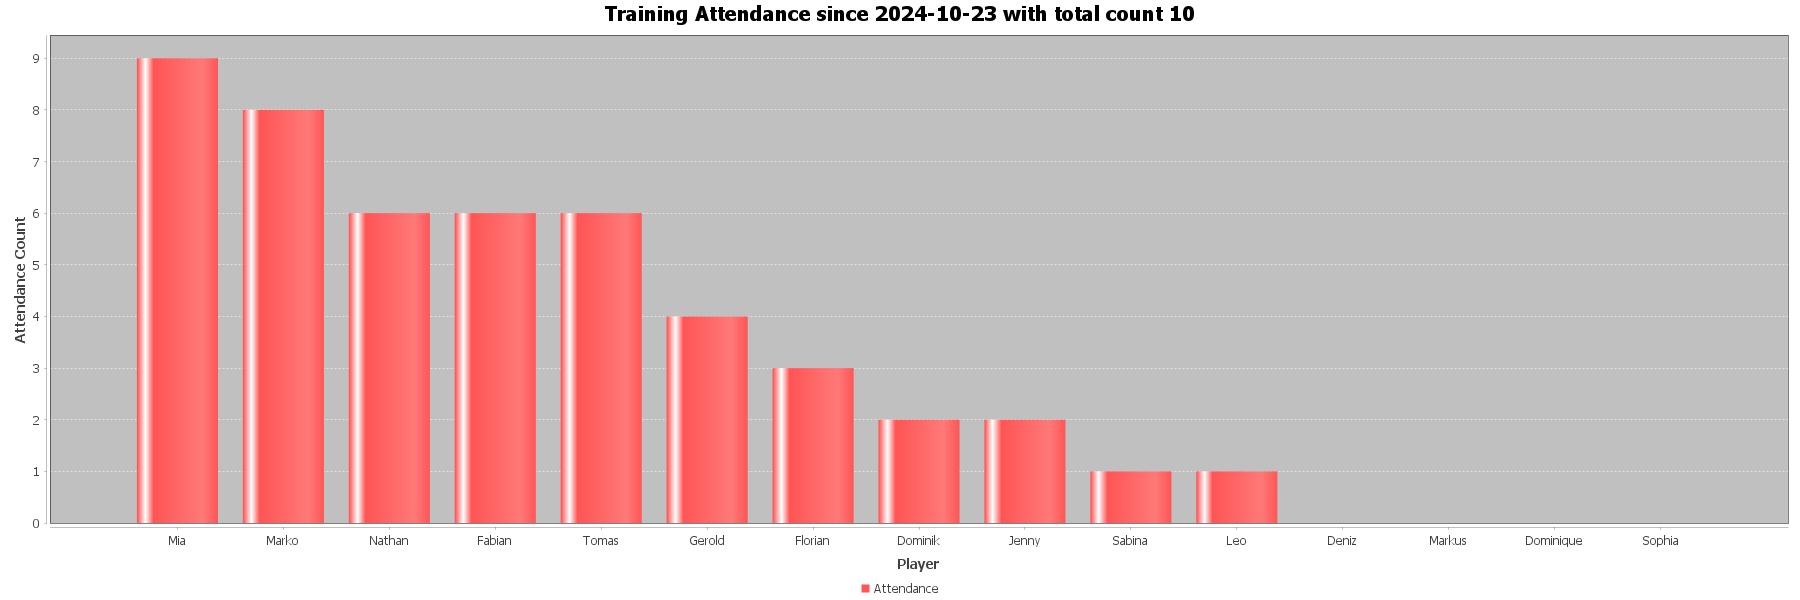 Training Attendance since 2024-10-23 with total count 10
Attendance Count
9
8
7
6
5
4
3
2
1
0
Mia Marko Nathan Fabian Tomas Gerold Florian Dominik Jenny Sabina Leo Deniz Markus Dominique Sophia
Player
Attendance